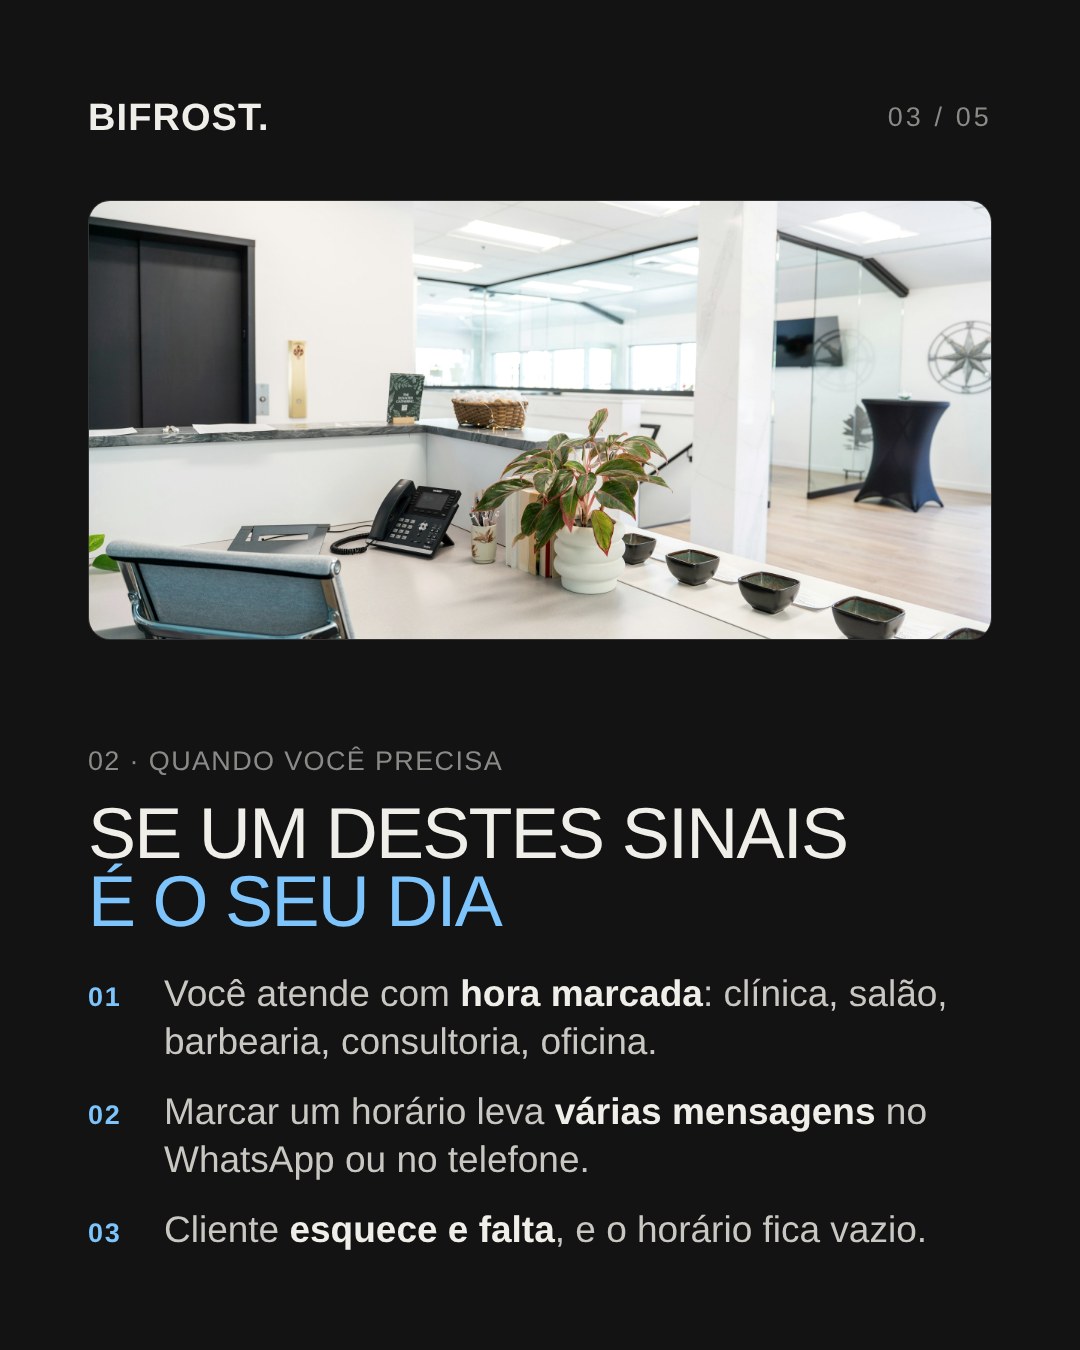 BIFROST.
03 / 05
02 · QUANDO VOCÊ PRECISA
SE UM DESTES SINAIS
É O SEU DIA
01 Você atende com hora marcada: clínica, salão,
barbearia, consultoria, oficina.
02 Marcar um horário leva várias mensagens no
WhatsApp ou no telefone.
03 Cliente esquece e falta, e o horário fica vazio.